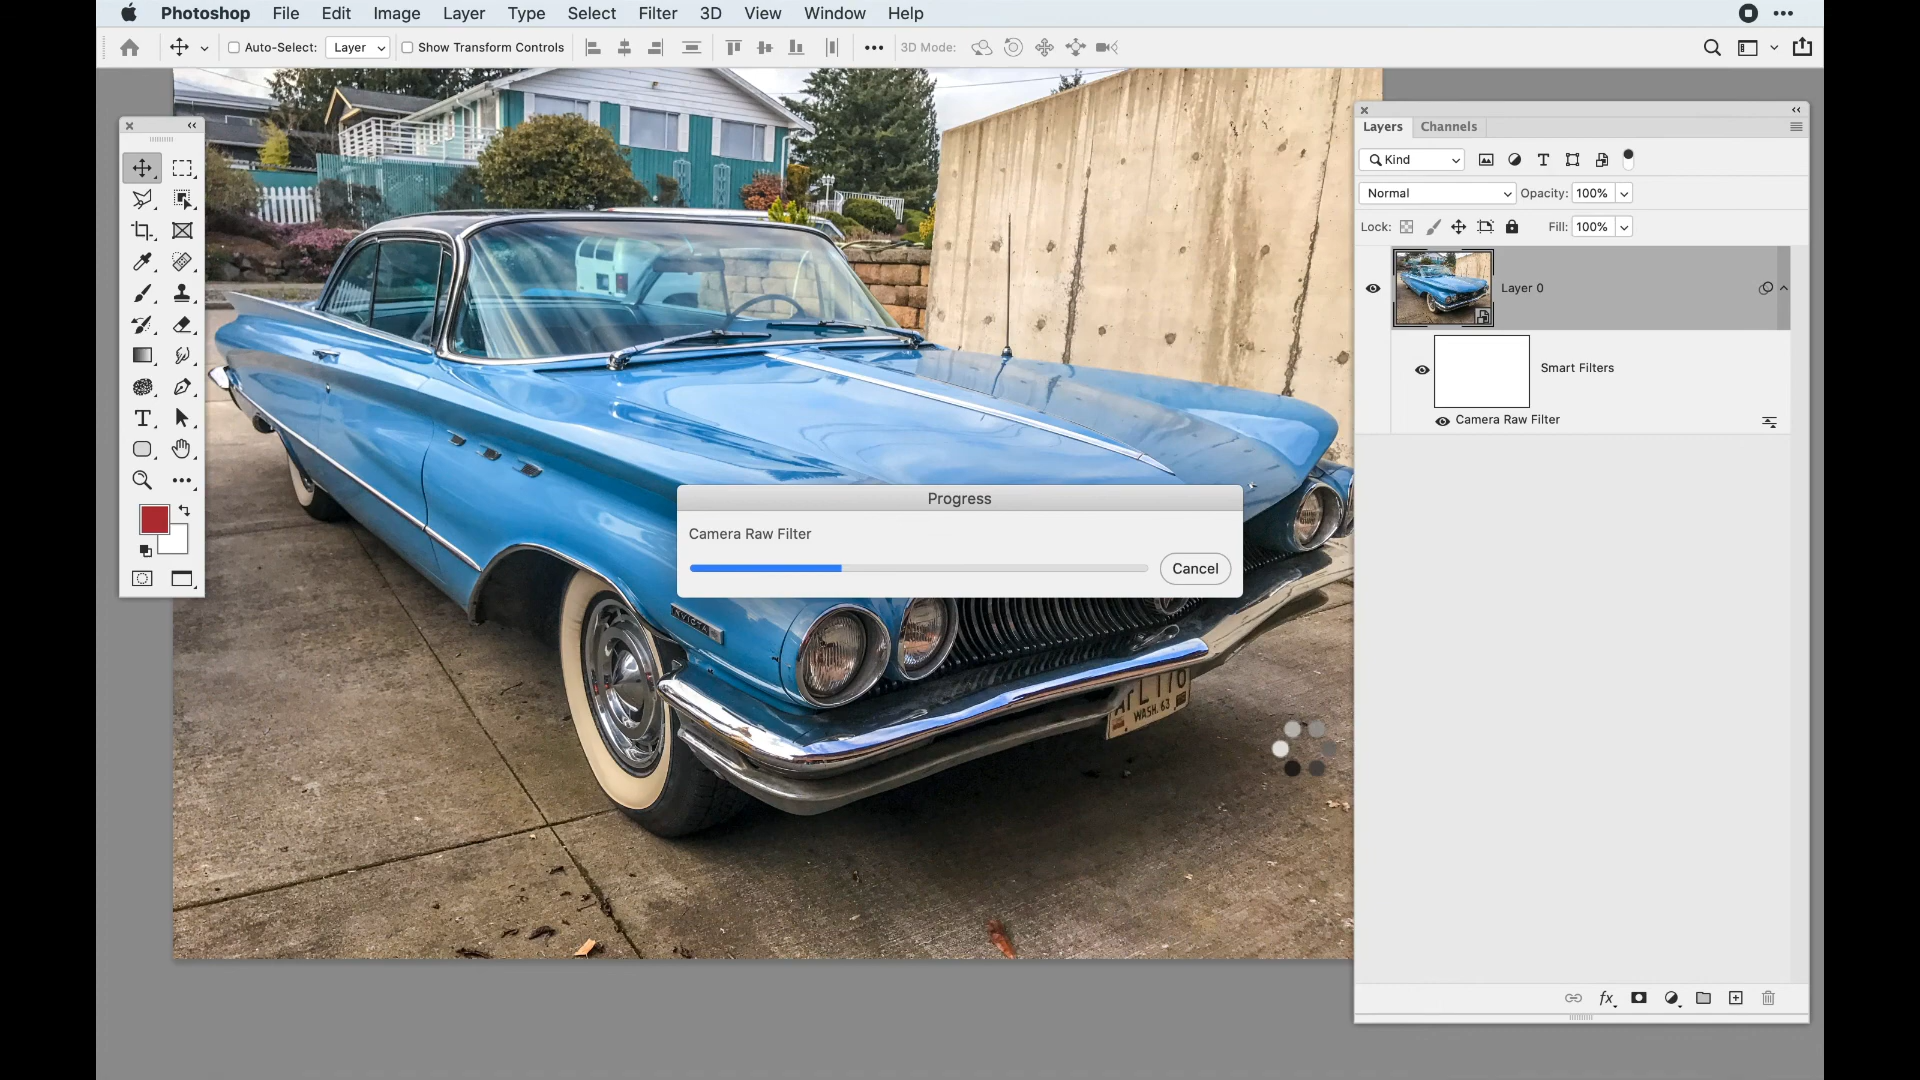 Photoshop File Edit Image Layer Type Select Filter 3D View Window Help
Auto-Select: Layer Show Transform Controls 3D Mode:
Layers Channels
Kind
Normal Opacity: 100%
Lock: Fill: 100%
Layer 0
Smart Filters
Camera Raw Filter
Progress
Camera Raw Filter
Cancel
INVICTA
WASH. 63
fx